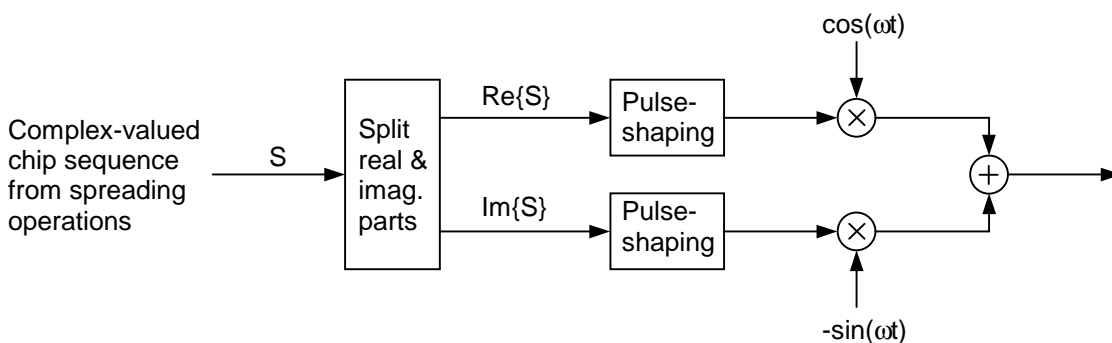 cos(ωt)
Complex-valued
chip sequence
from spreading
operations
S
Split
real &
imag.
parts
Re{S}
Pulse-
shaping
Im{S}
Pulse-
shaping
-sin(ωt)